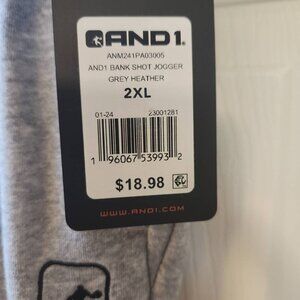 AND1.
ANM241PA03005
AND1 BANK SHOT JOGGER
GREY HEATHER
2XL
01-24 23001281
1 96067 53993 2
$18.98
WWW.AND1.COM